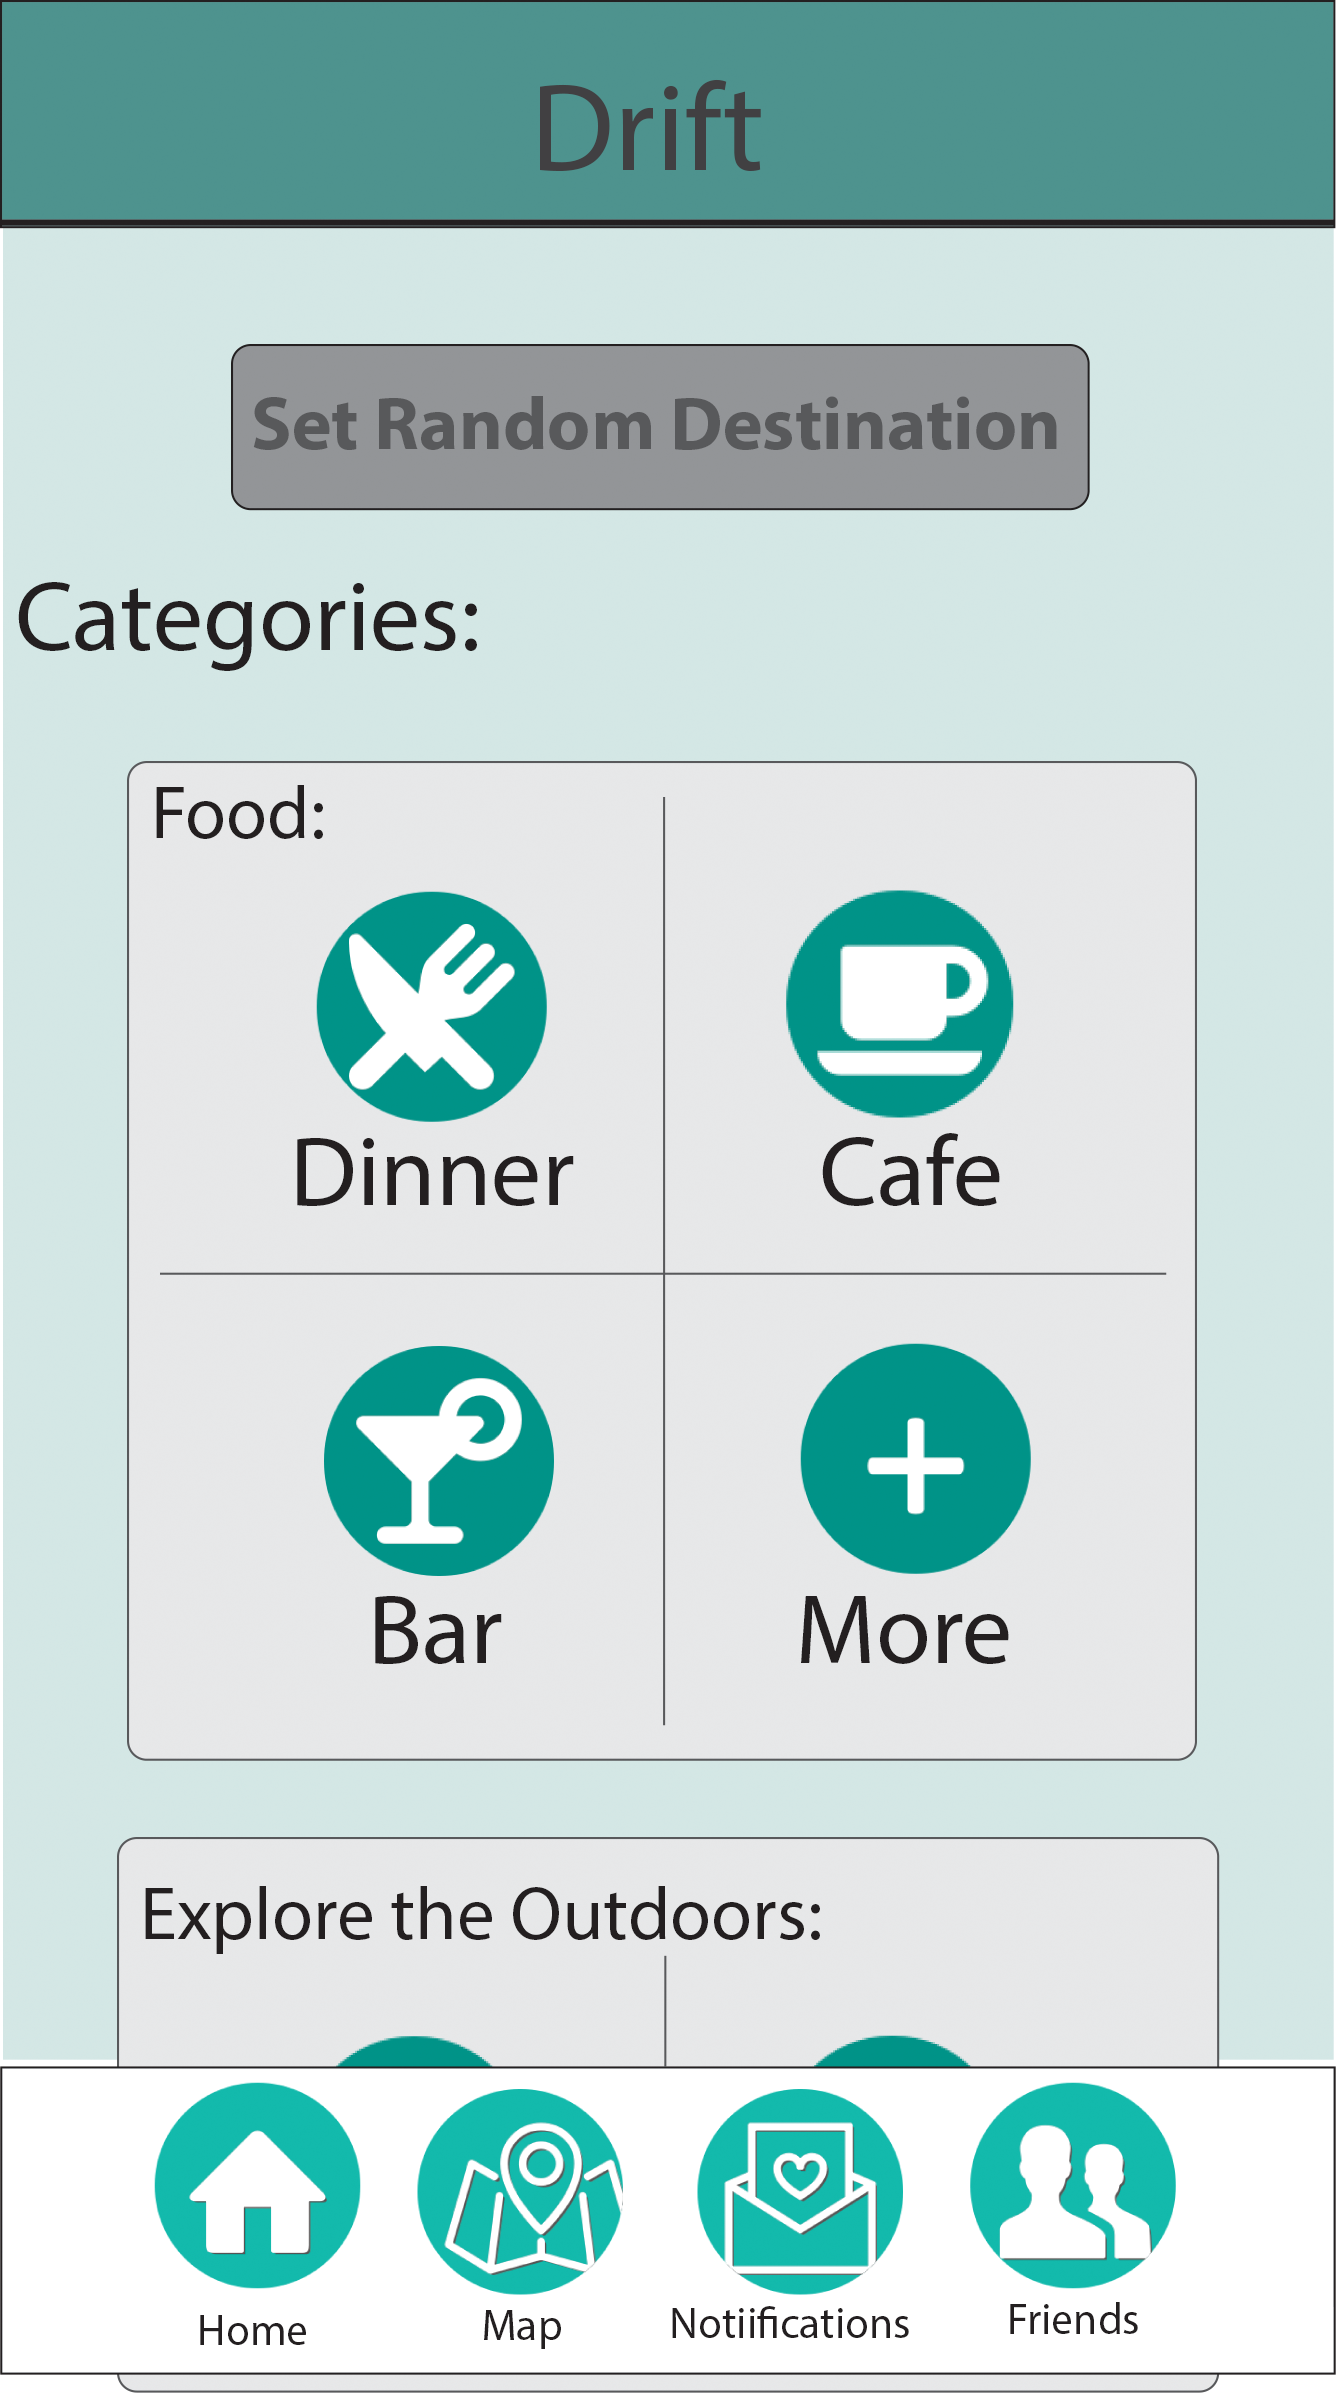 Drift
Set Random Destination
Categories:
Food:
Dinner
Cafe
Bar
More
Explore the Outdoors:
Home
Map
Notiifications
Friends